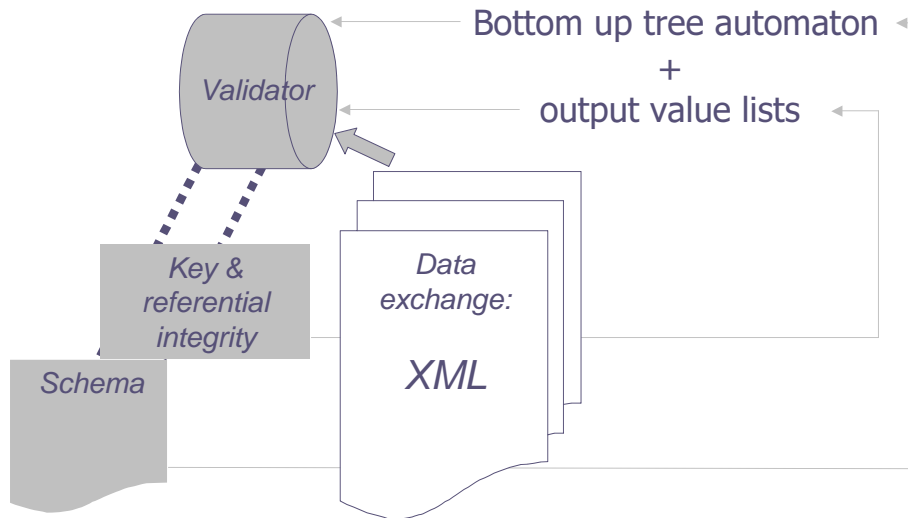 Bottom up tree automaton
+
output value lists
Validator
Key &
referential
integrity
Data
exchange:
XML
Schema